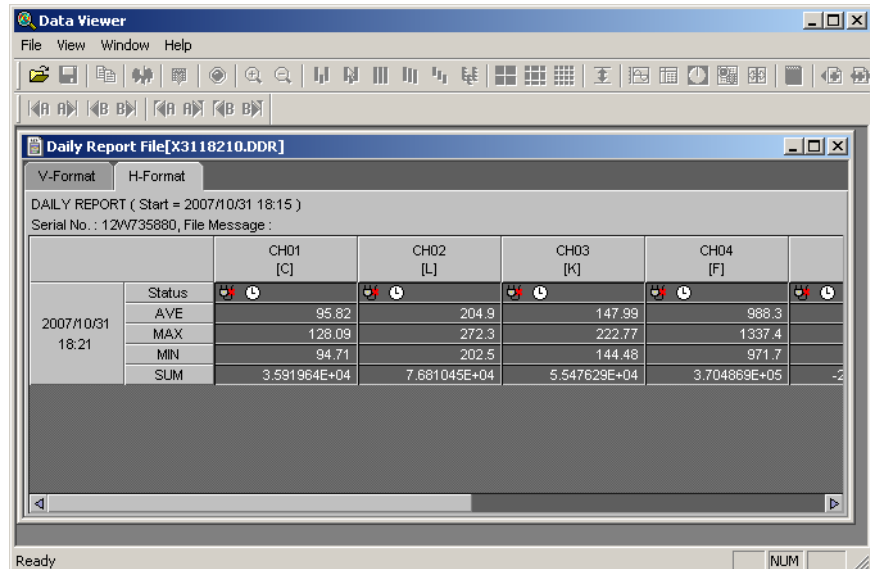 Data Viewer
File View Window Help
A A B B A A B B
Daily Report File[X3118210.DDR]
V-Format H-Format
DAILY REPORT ( Start = 2007/10/31 18:15 )
Serial No. : 12W735880, File Message :
CH01 CH02 CH03 CH04
[C] [L] [K] [F]
Status
2007/10/31 18:21
AVE 95.82 204.9 147.99 988.3
MAX 128.09 272.3 222.77 1337.4
MIN 94.71 202.5 144.48 971.7
SUM 3.591964E+04 7.681045E+04 5.547629E+04 3.704869E+05 -2
Ready NUM